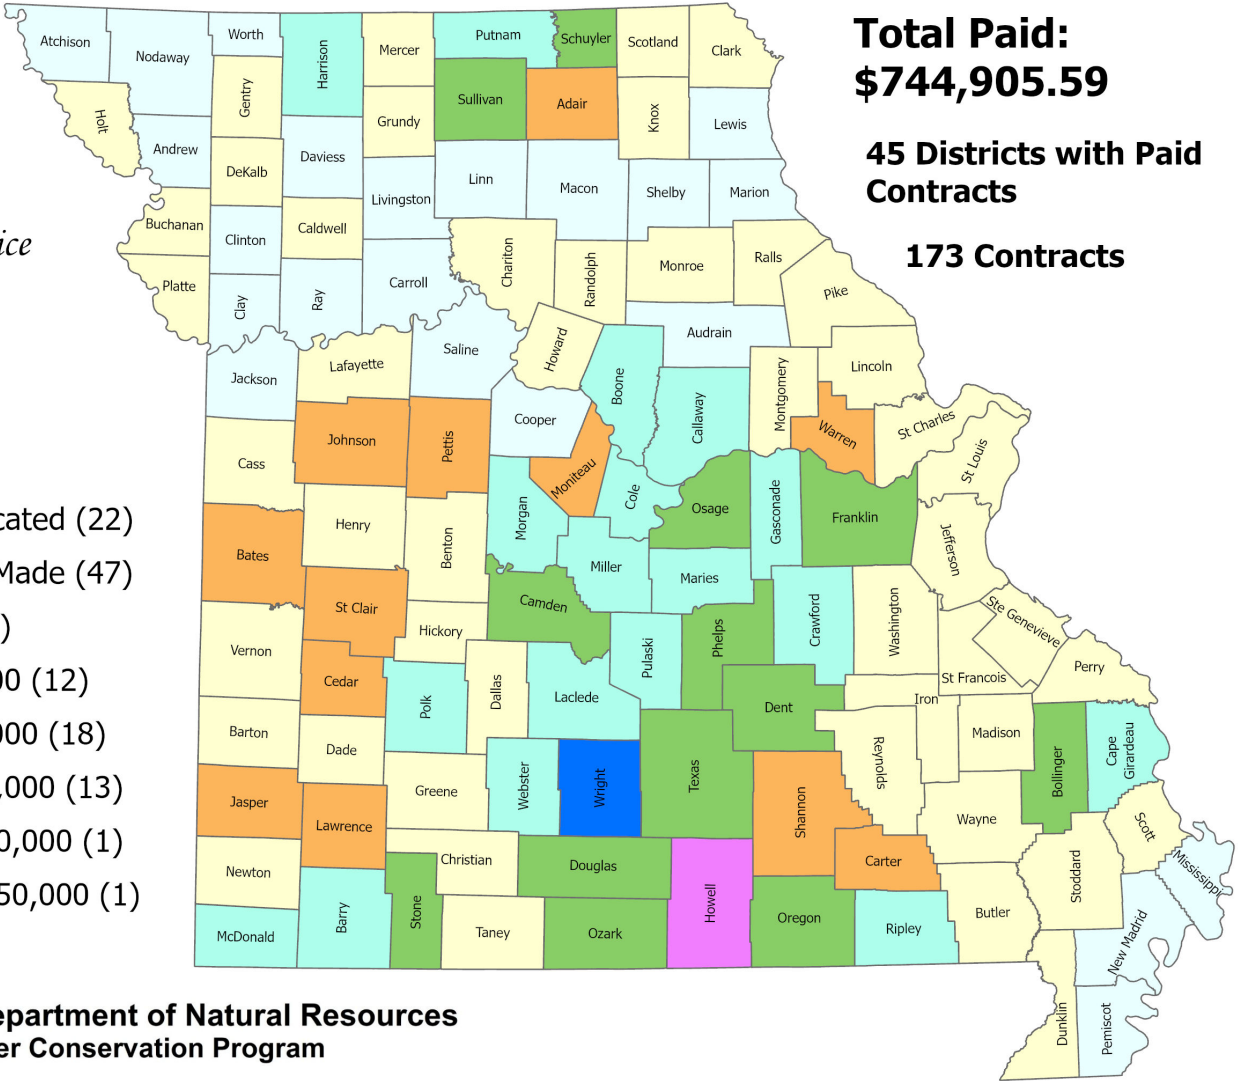 Total Paid:
$744,905.59
45 Districts with Paid
Contracts
173 Contracts
ice
cated (22)
Made (47)
)
00 (12)
000 (18)
,000 (13)
0,000 (1)
50,000 (1)
epartment of Natural Resources
er Conservation Program
Atchison
Nodaway
Worth
Harrison
Mercer
Putnam
Schuyler
Scotland
Clark
Holt
Gentry
Grundy
Sullivan
Adair
Knox
Lewis
Andrew
DeKalb
Daviess
Livingston
Linn
Macon
Shelby
Marion
Buchanan
Clinton
Caldwell
Carroll
Chariton
Randolph
Monroe
Ralls
Pike
Platte
Clay
Ray
Jackson
Lafayette
Saline
Howard
Boone
Audrain
Callaway
Montgomery
Lincoln
Warren
St Charles
St Louis
Cass
Johnson
Pettis
Cooper
Moniteau
Cole
Osage
Gasconade
Franklin
Jefferson
Bates
Henry
Benton
Morgan
Miller
Maries
Camden
Phelps
Crawford
Washington
Ste Genevieve
St Francois
Perry
Vernon
St Clair
Hickory
Cedar
Polk
Dallas
Laclede
Pulaski
Dent
Iron
Reynolds
Madison
Bollinger
Cape
Girardeau
Barton
Dade
Greene
Webster
Wright
Texas
Shannon
Wayne
Scott
Mississippi
Jasper
Lawrence
Christian
Douglas
Howell
Carter
Stoddard
Newton
McDonald
Barry
Stone
Taney
Ozark
Oregon
Ripley
Butler
New Madrid
Dunklin
Pemiscot